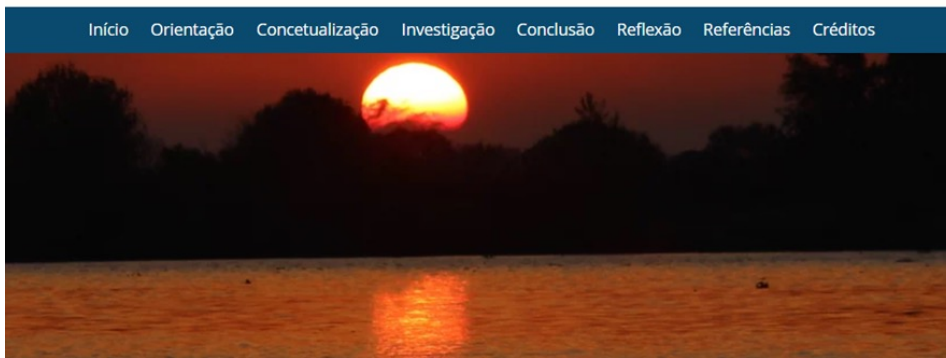 Início Orientação Concetualização Investigação Conclusão Reflexão Referências Créditos